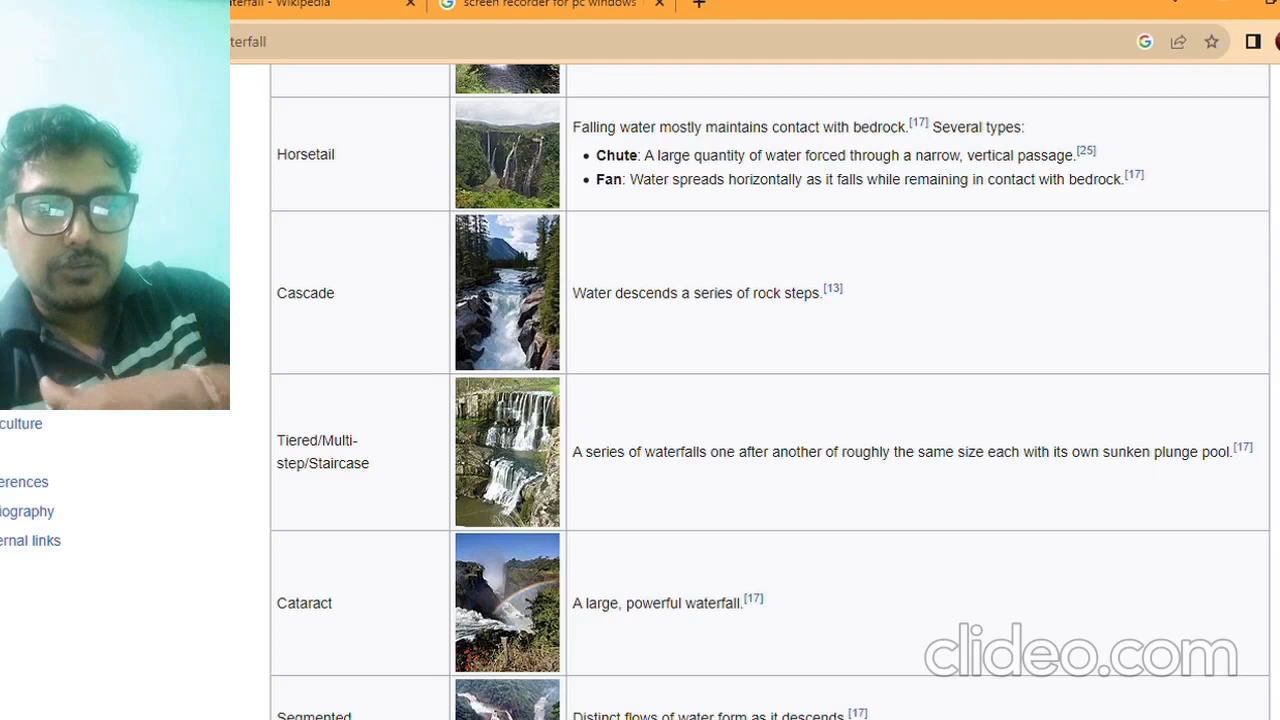 terfall - Wikipedia
screen recorder for pc windows
terfall
Horsetail
Falling water mostly maintains contact with bedrock.[17] Several types:
• Chute: A large quantity of water forced through a narrow, vertical passage.[25]
• Fan: Water spreads horizontally as it falls while remaining in contact with bedrock.[17]
Cascade
Water descends a series of rock steps.[13]
culture
Tiered/Multi-
step/Staircase
A series of waterfalls one after another of roughly the same size each with its own sunken plunge pool.[17]
erences
iography
ernal links
Cataract
A large, powerful waterfall.[17]
clideo.com
Segmented
Distinct flows of water form as it descends.[17]